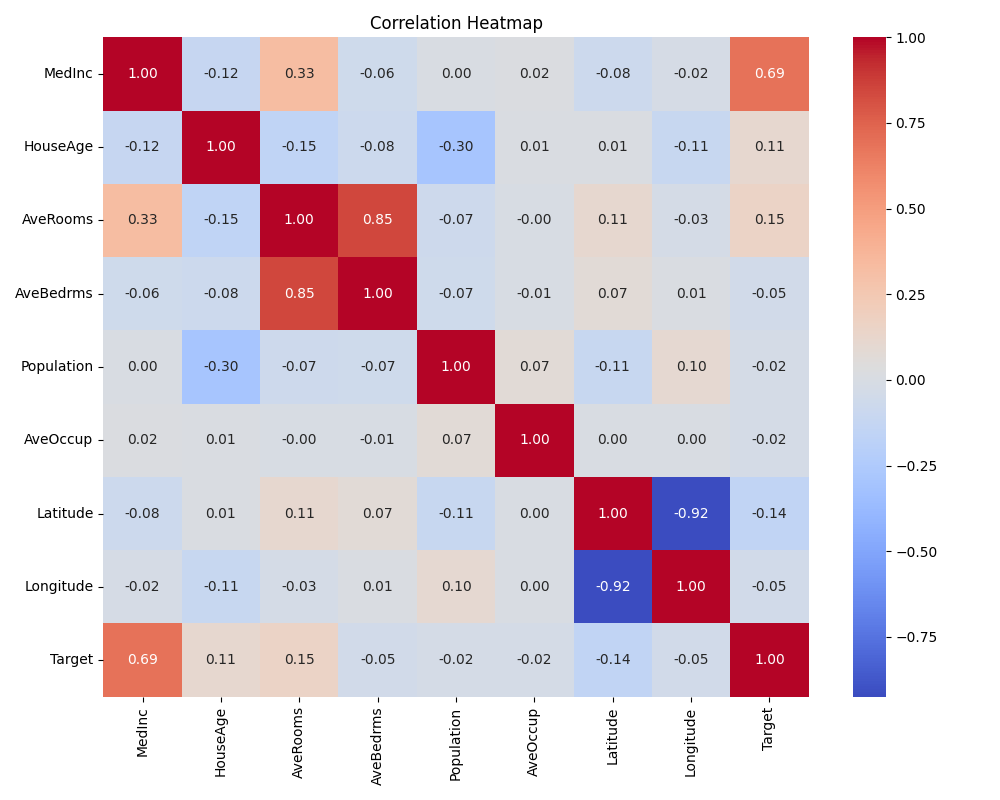 Correlation Heatmap
MedInc 1.00 -0.12 0.33 -0.06 0.00 0.02 -0.08 -0.02 0.69
HouseAge -0.12 1.00 -0.15 -0.08 -0.30 0.01 0.01 -0.11 0.11
AveRooms 0.33 -0.15 1.00 0.85 -0.07 -0.00 0.11 -0.03 0.15
AveBedrms -0.06 -0.08 0.85 1.00 -0.07 -0.01 0.07 0.01 -0.05
Population 0.00 -0.30 -0.07 -0.07 1.00 0.07 -0.11 0.10 -0.02
AveOccup 0.02 0.01 -0.00 -0.01 0.07 1.00 0.00 0.00 -0.02
Latitude -0.08 0.01 0.11 0.07 -0.11 0.00 1.00 -0.92 -0.14
Longitude -0.02 -0.11 -0.03 0.01 0.10 0.00 -0.92 1.00 -0.05
Target 0.69 0.11 0.15 -0.05 -0.02 -0.02 -0.14 -0.05 1.00
MedInc HouseAge AveRooms AveBedrms Population AveOccup Latitude Longitude Target
1.00
0.75
0.50
0.25
0.00
−0.25
−0.50
−0.75